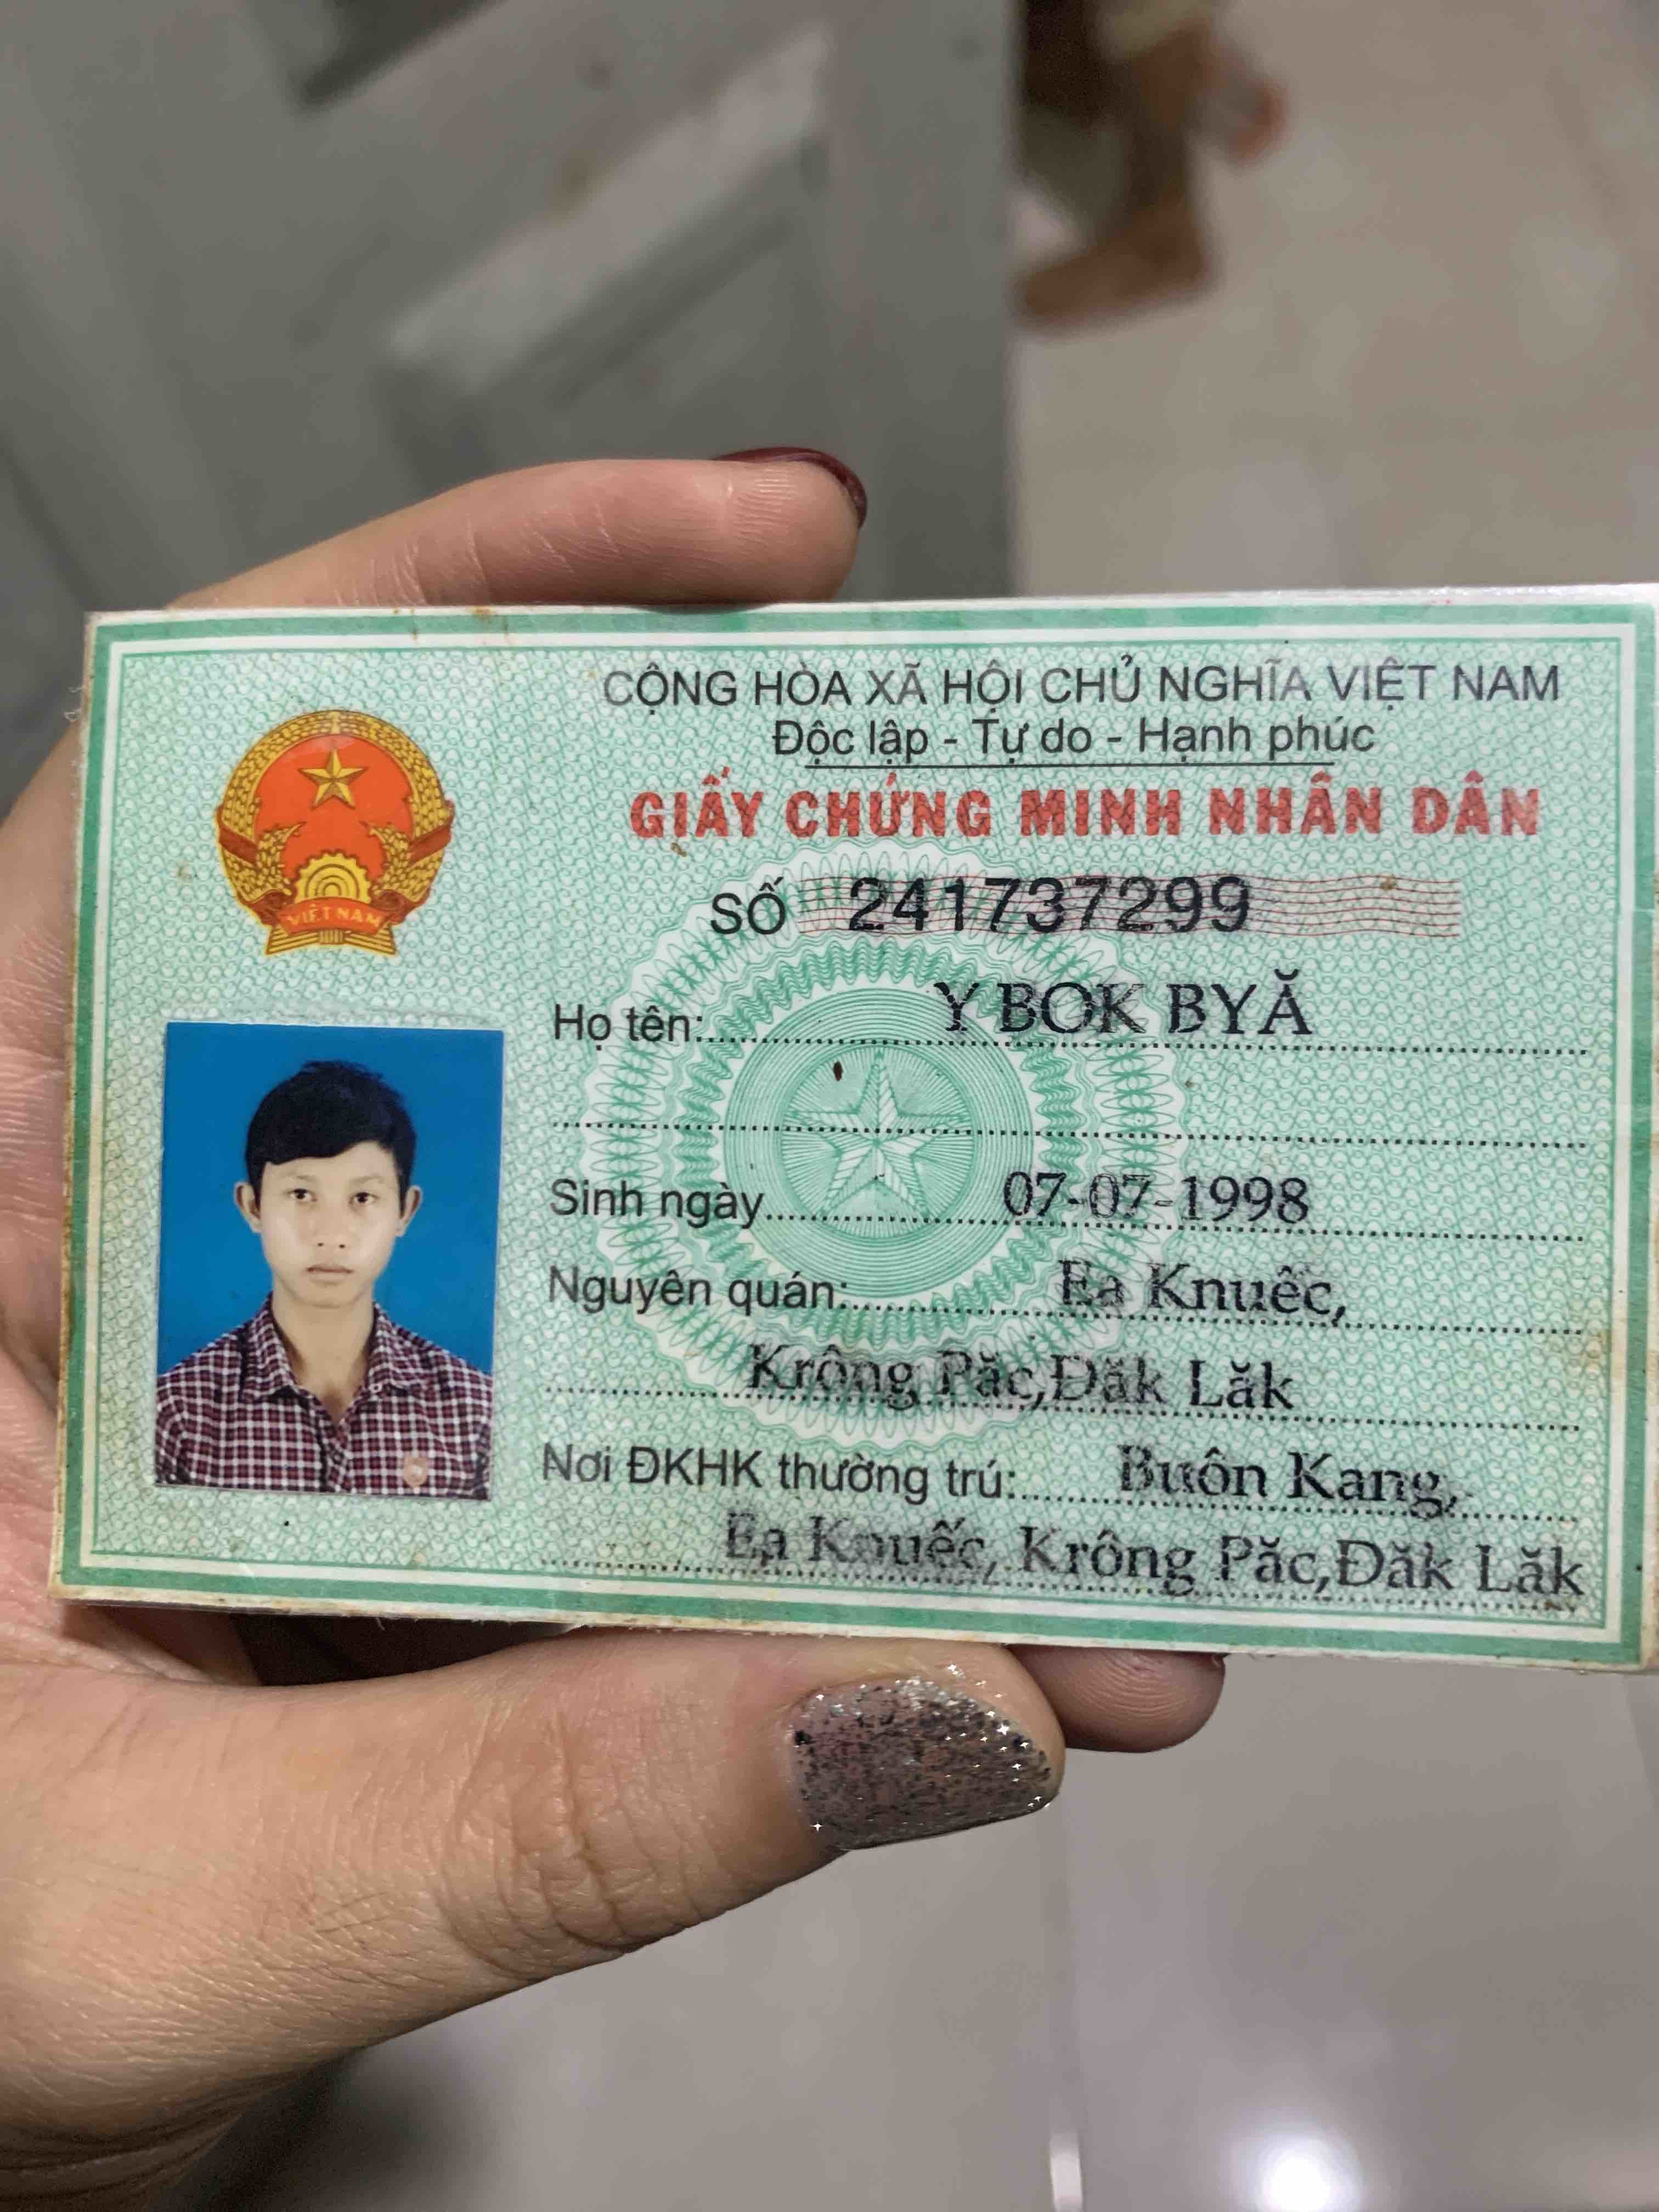 CỘNG HÒA XÃ HỘI CHỦ NGHĨA VIỆT NAM
Độc lập - Tự do - Hạnh phúc
GIẤY CHỨNG MINH NHÂN DÂN
SỐ 241737299
VIỆT NAM
Họ tên: Y BOK BYĂ
Sinh ngày 07-07-1998
Nguyên quán: Ea Knuếc,
Krông Păc,Đăk Lăk
Nơi ĐKHK thường trú: Buôn Kang,
Ea Knuếc, Krông Păc,Đăk Lăk